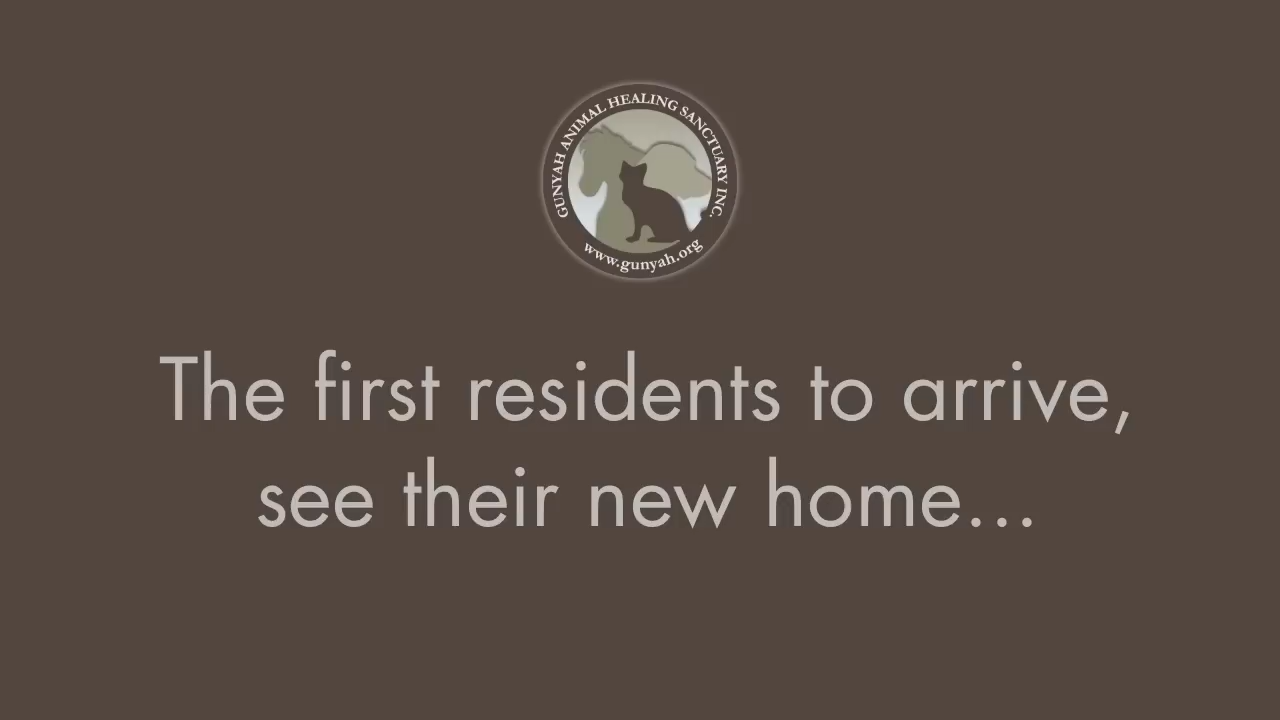 GUNYAH ANIMAL HEALING SANCTUARY INC.
www.gunyah.org
The first residents to arrive,
see their new home...